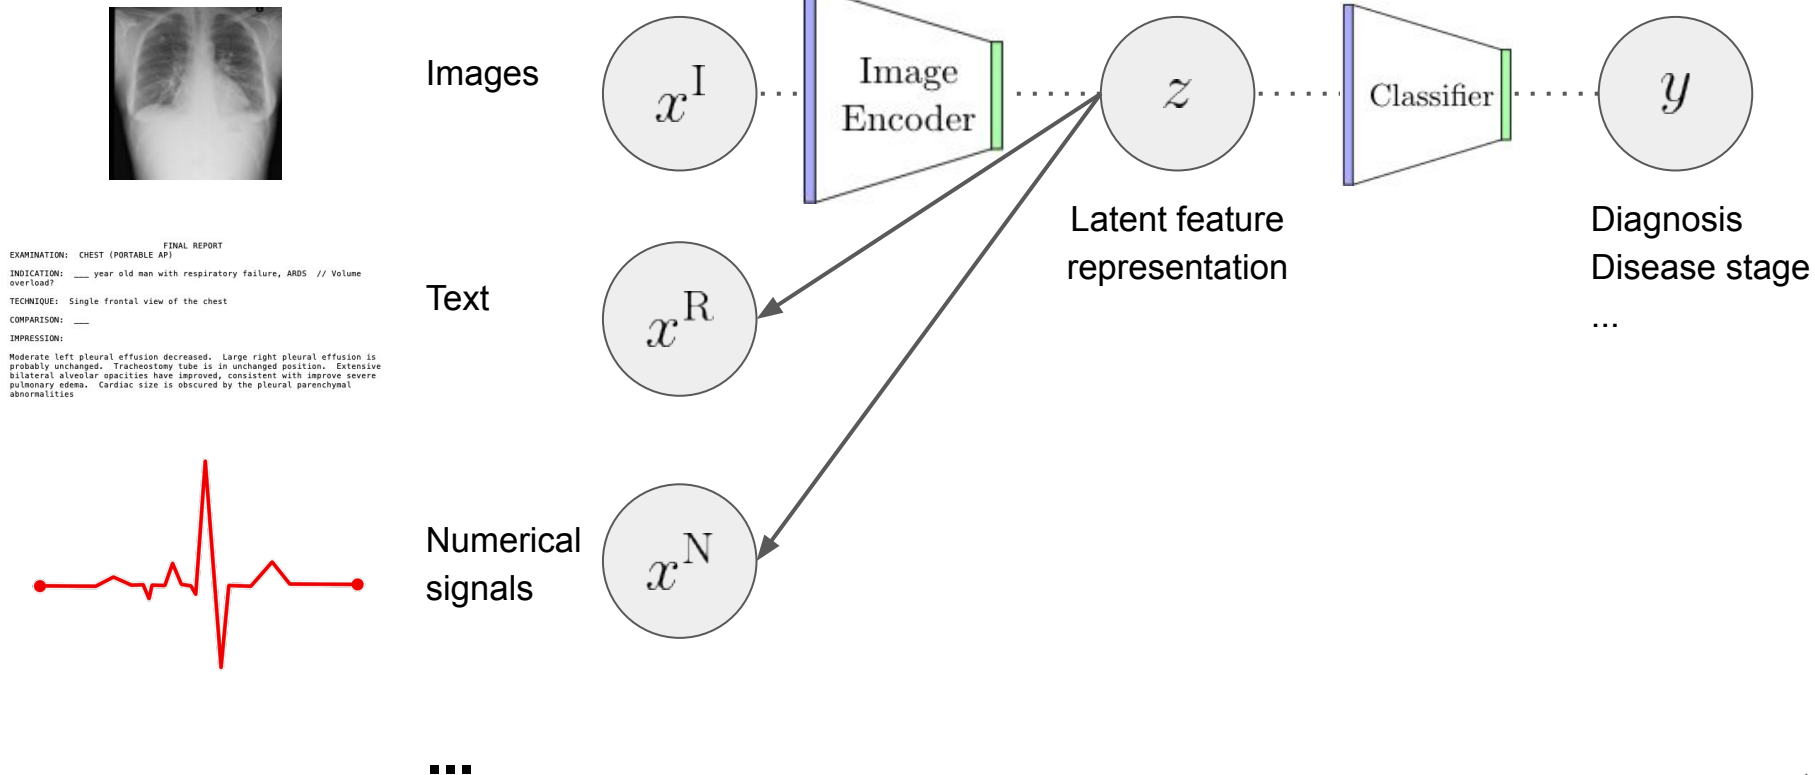 Images
x^I
Image
Encoder
z
Classifier
y
Latent feature
representation
Diagnosis
Disease stage
...
FINAL REPORT
EXAMINATION: CHEST (PORTABLE AP)
INDICATION: ___ year old man with respiratory failure, ARDS // Volume
overload?
TECHNIQUE: Single frontal view of the chest
COMPARISON: ___
IMPRESSION:
Moderate left pleural effusion decreased. Large right pleural effusion is
probably unchanged. Tracheostomy tube is in unchanged position. Extensive
bilateral alveolar opacities have improved, consistent with improve severe
pulmonary edema. Cardiac size is obscured by the pleural parenchymal
abnormalities
Text
x^R
Numerical
signals
x^N
...